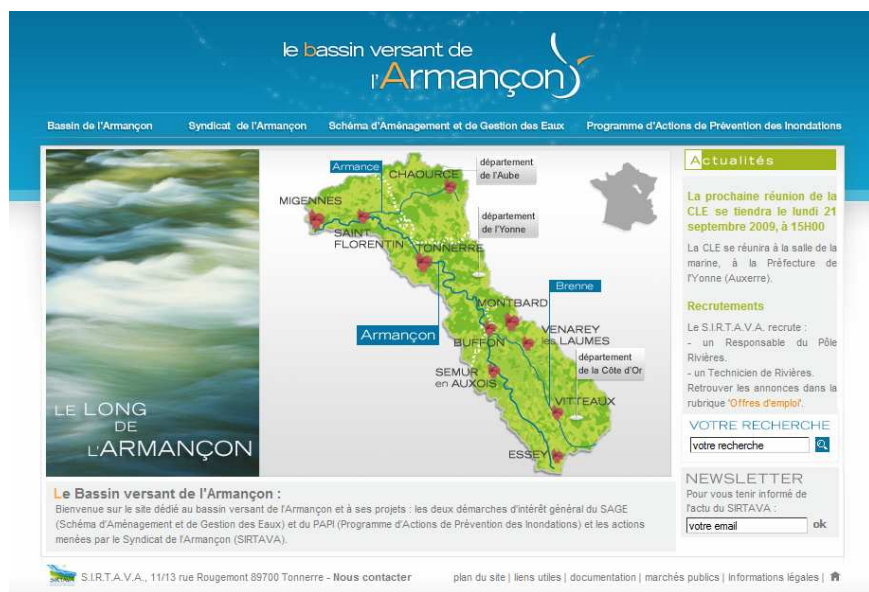 le bassin versant de
l'Armançon
Bassin de l'Armançon
Syndicat de l'Armançon
Schéma d'Aménagement et de Gestion des Eaux
Programme d'Actions de Prévention des Inondations
LE LONG
DE
L'ARMANÇON
Armance
CHAOURCE
département
de l'Aube
MIGENNES
SAINT
FLORENTIN
département
de l'Yonne
TONNERRE
Brenne
MONTBARD
Armançon
BUFFON
VENAREY
les LAUMES
département
de la Côte d'Or
SEMUR
en AUXOIS
VITTEAUX
ESSEY
Actualités
La prochaine réunion de la
CLE se tiendra le lundi 21
septembre 2009, à 15H00
La CLE se réunira à la salle de la
marine, à la Préfecture de
l'Yonne (Auxerre).
Recrutements
Le S.I.R.T.A.V.A. recrute :
- un Responsable du Pôle
Rivières.
- un Technicien de Rivières.
Retrouver les annonces dans la
rubrique 'Offres d'emploi'.
VOTRE RECHERCHE
votre recherche
NEWSLETTER
Pour vous tenir informé de
l'actu du SIRTAVA :
votre email
ok
Le Bassin versant de l'Armançon :
Bienvenue sur le site dédié au bassin versant de l'Armançon et à ses projets : les deux démarches d'intérêt général du SAGE
(Schéma d'Aménagement et de Gestion des Eaux) et du PAPI (Programme d'Actions de Prévention des Inondations) et les actions
menées par le Syndicat de l'Armançon (SIRTAVA).
S.I.R.T.A.V.A., 11/13 rue Rougemont 89700 Tonnerre - Nous contacter
plan du site | liens utiles | documentation | marchés publics | Informations légales |